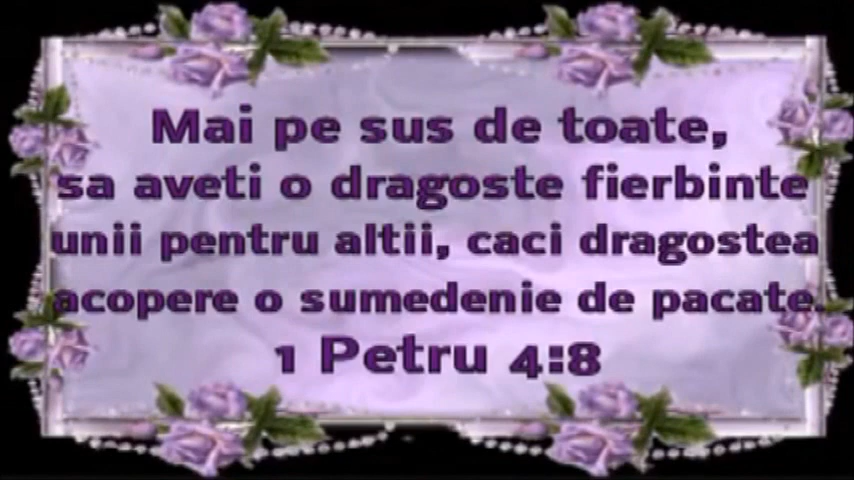 Mai pe sus de toate,
sa aveti o dragoste fierbinte
unii pentru altii, caci dragostea
acopere o sumedenie de pacate.
1 Petru 4:8